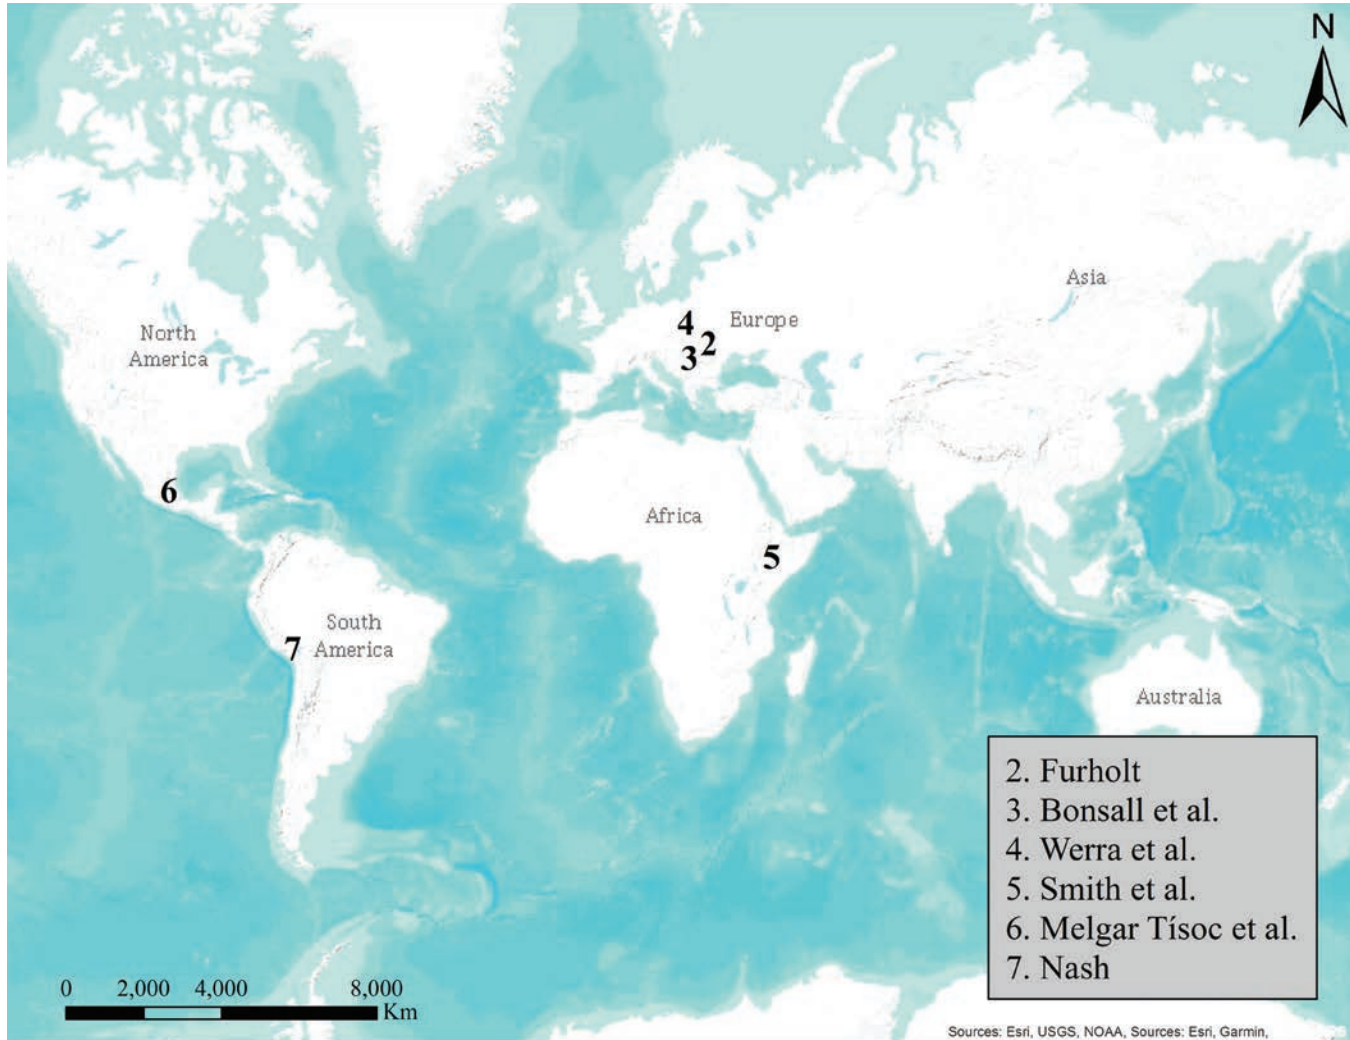 N
Asia
North
America
4
Europe
2
3
6
Africa
5
South
America
7
Australia
2. Furholt
3. Bonsall et al.
4. Werra et al.
5. Smith et al.
6. Melgar Tísoc et al.
7. Nash
0 2,000 4,000 8,000
Km
Sources: Esri, USGS, NOAA, Sources: Esri, Garmin,